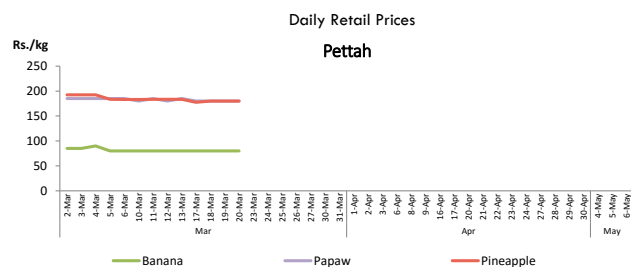 Daily Retail Prices
Rs./kg
Pettah
250
200
150
100
50
0
2-Mar 3-Mar 4-Mar 5-Mar 6-Mar 10-Mar 11-Mar 12-Mar 13-Mar 17-Mar 18-Mar 19-Mar 20-Mar 23-Mar 24-Mar 25-Mar 26-Mar 27-Mar 30-Mar 31-Mar 1-Apr 2-Apr 3-Apr 6-Apr 8-Apr 9-Apr 16-Apr 17-Apr 20-Apr 21-Apr 22-Apr 23-Apr 24-Apr 27-Apr 28-Apr 29-Apr 30-Apr 4-May 5-May 6-May
Mar Apr May
Banana Papaw Pineapple